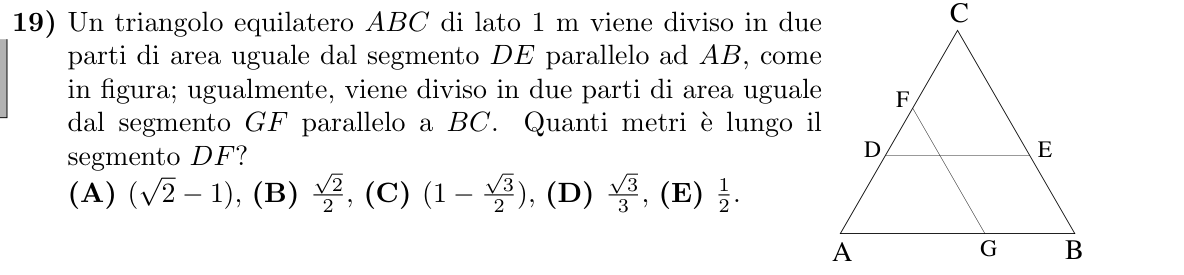 19) Un triangolo equilatero ABC di lato 1 m viene diviso in due
parti di area uguale dal segmento DE parallelo ad AB, come
in figura; ugualmente, viene diviso in due parti di area uguale
dal segmento GF parallelo a BC. Quanti metri è lungo il
segmento DF?
(A) (√2 − 1), (B) √2/2, (C) (1 − √3/2), (D) √3/3, (E) 1/2.
C
F
D E
A G B